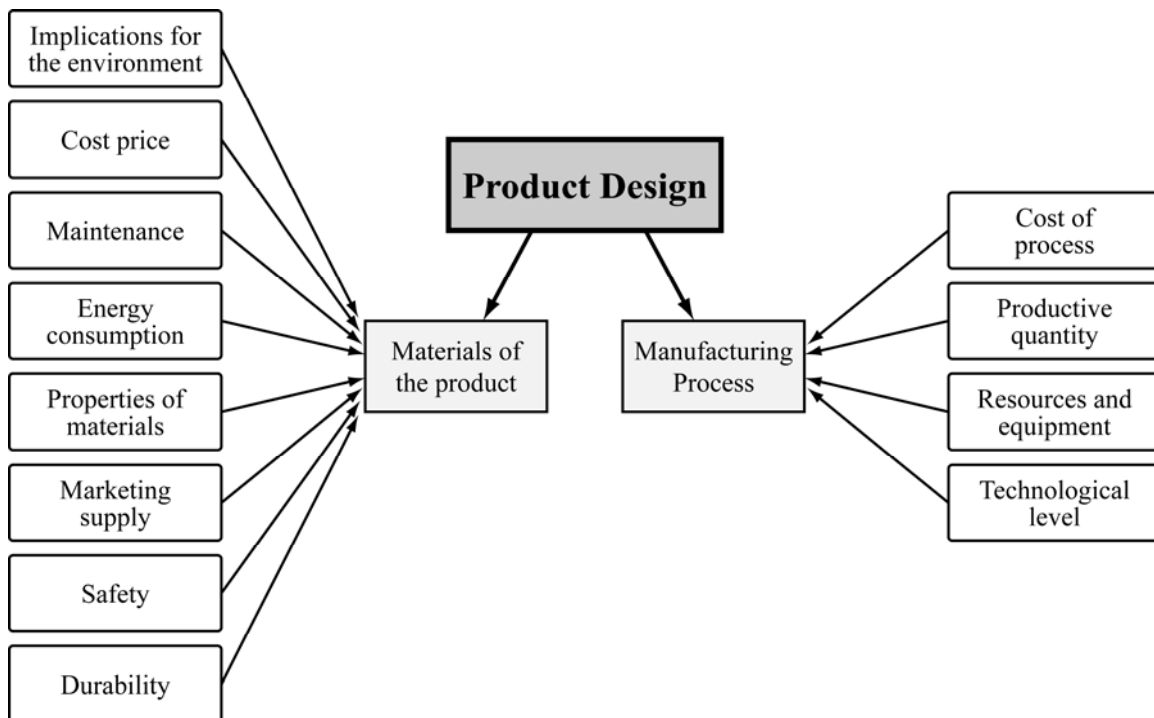 Implications for
the environment
Cost price
Maintenance
Energy
consumption
Properties of
materials
Marketing
supply
Safety
Durability
Product Design
Materials of
the product
Manufacturing
Process
Cost of
process
Productive
quantity
Resources and
equipment
Technological
level